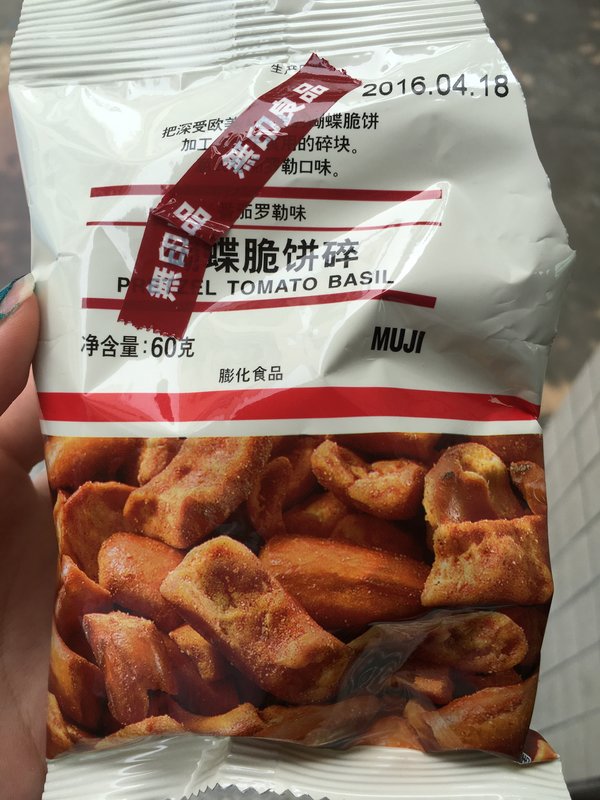 生产
2016.04.18
把深受欧 蝴蝶脆饼
加工 的碎块。
勒口味。
無印良品
茄罗勒味
無印 品
蝶脆饼碎
TOMATO BASIL
净含量:60克
MUJI
膨化食品